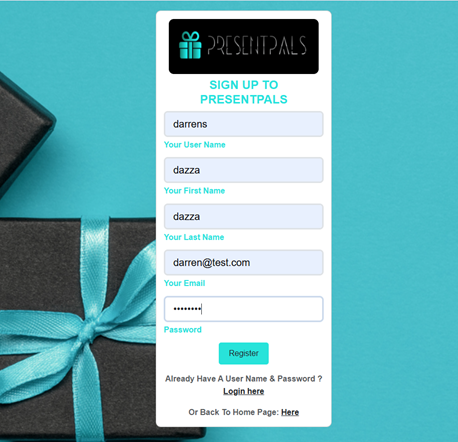 PRESENTPALS
SIGN UP TO
PRESENTPALS
darrens
Your User Name
dazza
Your First Name
dazza
Your Last Name
darren@test.com
Your Email
••••••••
Password
Register
Already Have A User Name & Password ?
Login here
Or Back To Home Page: Here